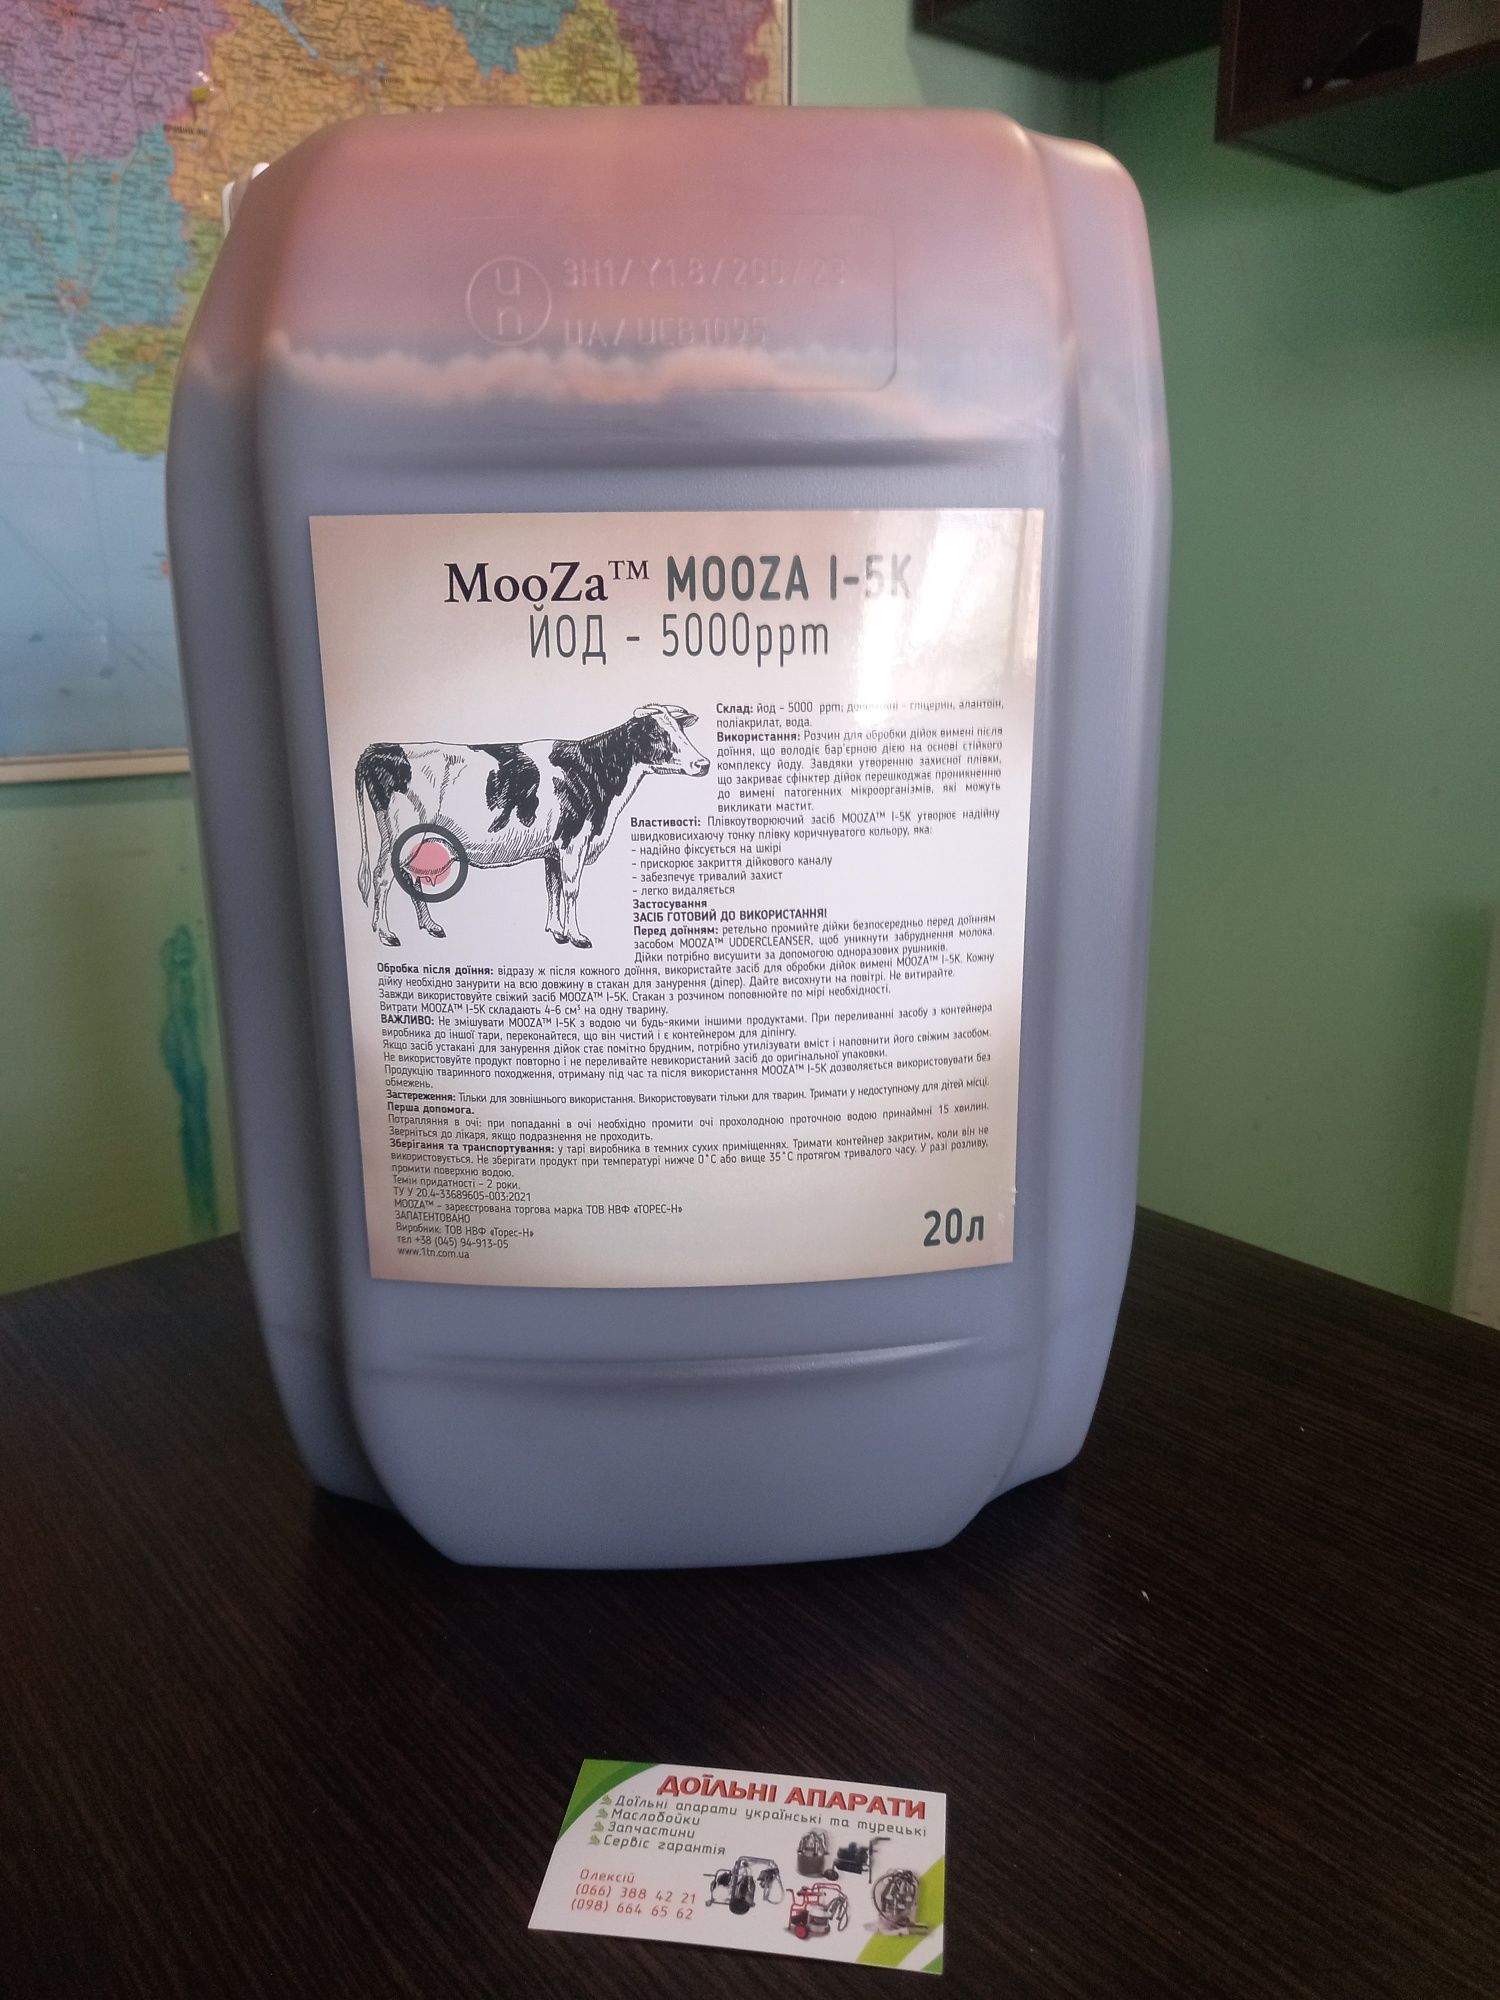 un
3H1/Y1.8/200/23
UA/UCB1095
MooZa™ MOOZA I-5K
ЙОД - 5000ppm
Склад: йод - 5000 ppm; допоміжні - гліцерин, алантоїн,
поліакрилат, вода.
Використання: Розчин для обробки дійок вимені після
доїння, що володіє бар'єрною дією на основі стійкого
комплексу йоду. Завдяки утворенню захисної плівки,
що закриває сфінктер дійок перешкоджає проникненню
до вимені патогенних мікроорганізмів, які можуть
викликати мастит.
Властивості: Плівкоутворюючий засіб MOOZA™ I-5K утворює надійну
швидковисихаючу тонку плівку коричнуватого кольору, яка:
- надійно фіксується на шкірі
- прискорює закриття дійкового каналу
- забезпечує тривалий захист
- легко видаляється
Застосування
ЗАСІБ ГОТОВИЙ ДО ВИКОРИСТАННЯ!
Перед доїнням: ретельно промийте дійки безпосередньо перед доїнням
засобом MOOZA™ UDDERCLEANSER, щоб уникнути забруднення молока.
Дійки потрібно висушити за допомогою одноразових рушників.
Обробка після доїння: відразу ж після кожного доїння, використайте засіб для обробки дійок вимені MOOZA™ I-5K. Кожну
дійку необхідно занурити на всю довжину в стакан для занурення (діпер). Дайте висохнути на повітрі. Не витирайте.
Завжди використовуйте свіжий засіб MOOZA™ I-5K. Стакан з розчином поповнюйте по мірі необхідності.
Витрати MOOZA™ I-5K складають 4-6 см³ на одну тварину.
ВАЖЛИВО: Не змішувати MOOZA™ I-5K з водою чи будь-якими іншими продуктами. При переливанні засобу з контейнера
виробника до іншої тари, переконайтеся, що він чистий і є контейнером для діпінгу.
Якщо засіб устакані для занурення дійок стає помітно брудним, потрібно утилізувати вміст і наповнити його свіжим засобом.
Не використовуйте продукт повторно і не переливайте невикористаний засіб до оригінальної упаковки.
Продукцію тваринного походження, отриману під час та після використання MOOZA™ I-5K дозволяється використовувати без
обмежень.
Застереження: Тільки для зовнішнього використання. Використовувати тільки для тварин. Тримати у недоступному для дітей місці.
Перша допомога.
Потрапляння в очі: при попаданні в очі необхідно промити очі прохолодною проточною водою принаймні 15 хвилин.
Зверніться до лікаря, якщо подразнення не проходить.
Зберігання та транспортування: у тарі виробника в темних сухих приміщеннях. Тримати контейнер закритим, коли він не
використовується. Не зберігати продукт при температурі нижче 0°C або вище 35°C протягом тривалого часу. У разі розливу,
промити поверхню водою.
Темін придатності - 2 роки.
ТУ У 20.4-33689605-003:2021
MOOZA™ - зареєстрована торгова марка ТОВ НВФ «ТОРЕС-Н»
ЗАПАТЕНТОВАНО
Виробник: ТОВ НВФ «Торес-Н»
тел +38 (045) 94-913-05
www.1tn.com.ua
20л
ДОЇЛЬНІ АПАРАТИ
Доїльні апарати українські та турецькі
Маслобойки
Запчастини
Сервіс гарантія
Олексій
(066) 388 42 21
(098) 664 65 62